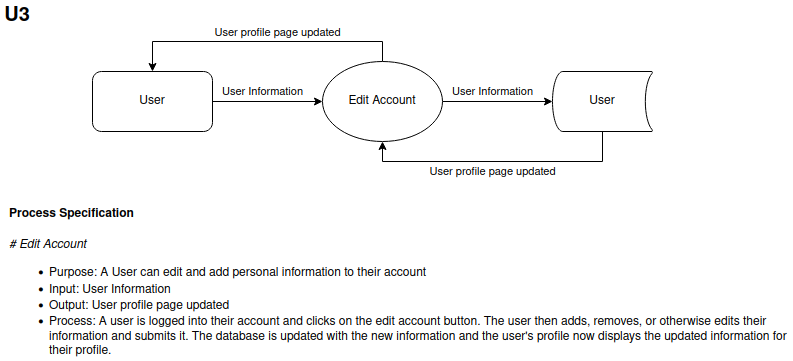 U3
User profile page updated
User
User Information
Edit Account
User Information
User
User profile page updated
Process Specification
# Edit Account
• Purpose: A User can edit and add personal information to their account
• Input: User Information
• Output: User profile page updated
• Process: A user is logged into their account and clicks on the edit account button. The user then adds, removes, or otherwise edits their
information and submits it. The database is updated with the new information and the user's profile now displays the updated information for
their profile.